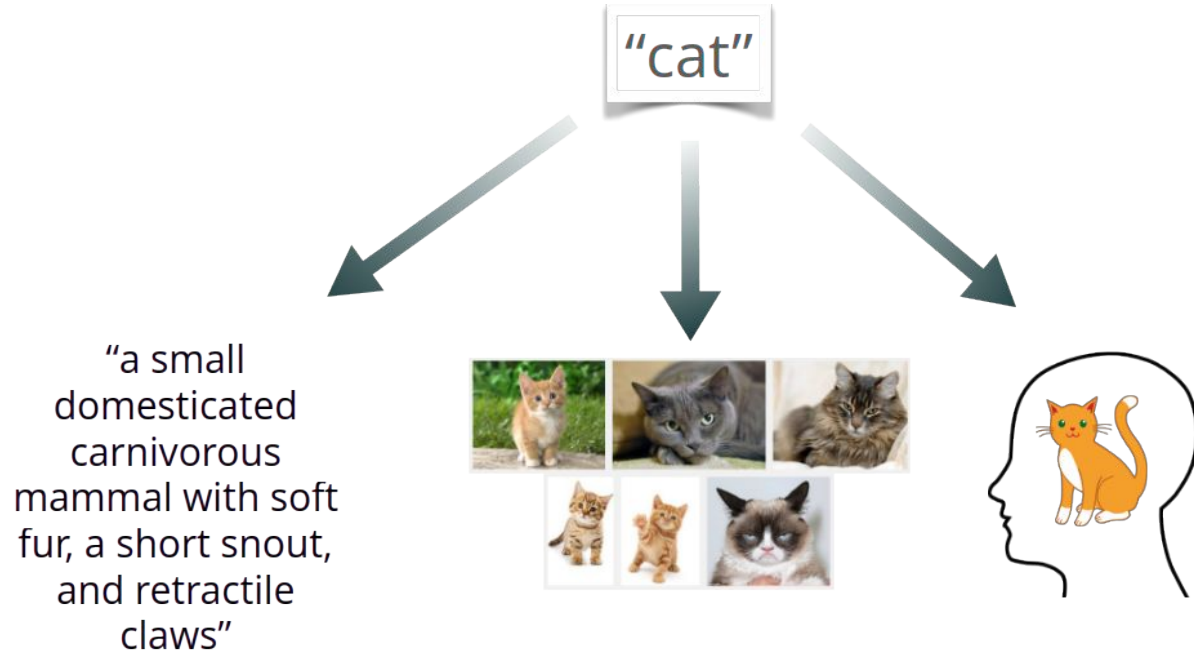 “cat”
“a small
domesticated
carnivorous
mammal with soft
fur, a short snout,
and retractile
claws”